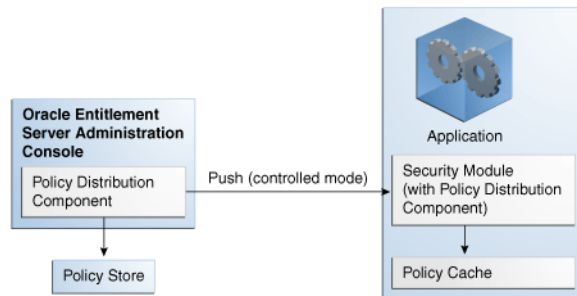 Oracle Entitlement
Server Administration
Console
Policy Distribution
Component
Policy Store
Push (controlled mode)
Application
Security Module
(with Policy Distribution
Component)
Policy Cache